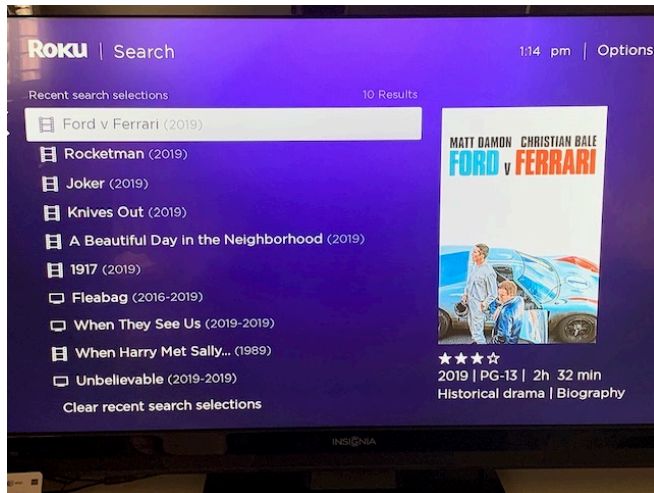 Roku | Search
1:14 pm | Options
Recent search selections
10 Results
Ford v Ferrari (2019)
Rocketman (2019)
Joker (2019)
Knives Out (2019)
A Beautiful Day in the Neighborhood (2019)
1917 (2019)
Fleabag (2016-2019)
When They See Us (2019-2019)
When Harry Met Sally... (1989)
Unbelievable (2019-2019)
Clear recent search selections
MATT DAMON CHRISTIAN BALE
FORD v FERRARI
2019 | PG-13 | 2h 32 min
Historical drama | Biography
INSIGNIA